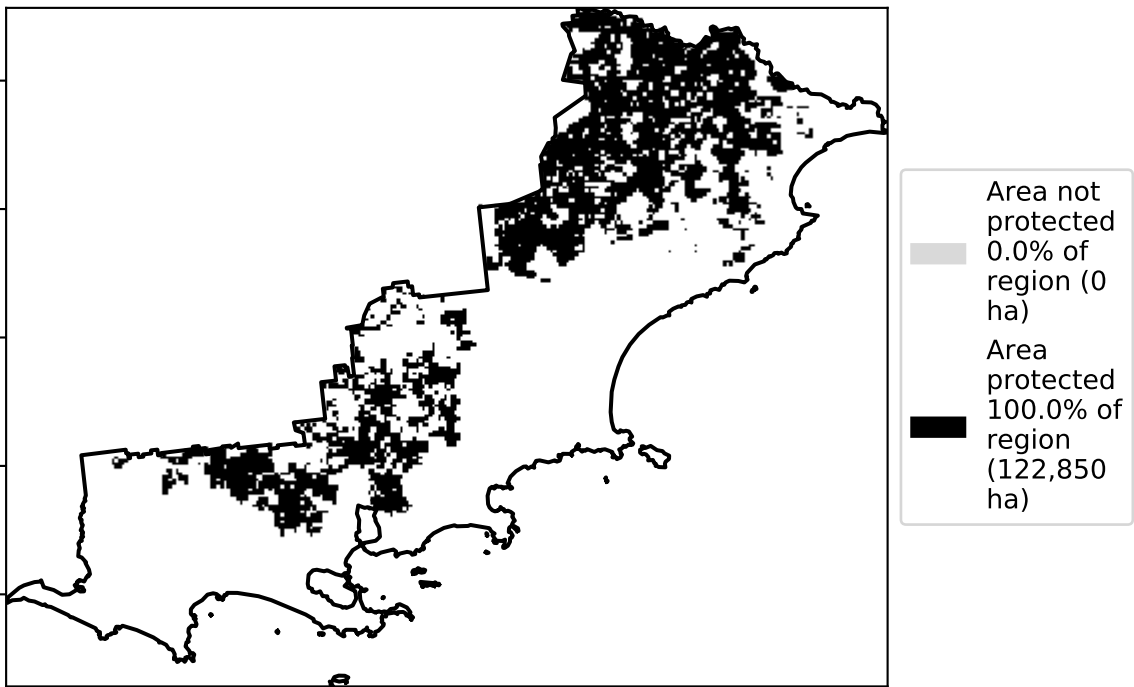 Area not
protected
0.0% of
region (0
ha)
Area
protected
100.0% of
region
(122,850
ha)